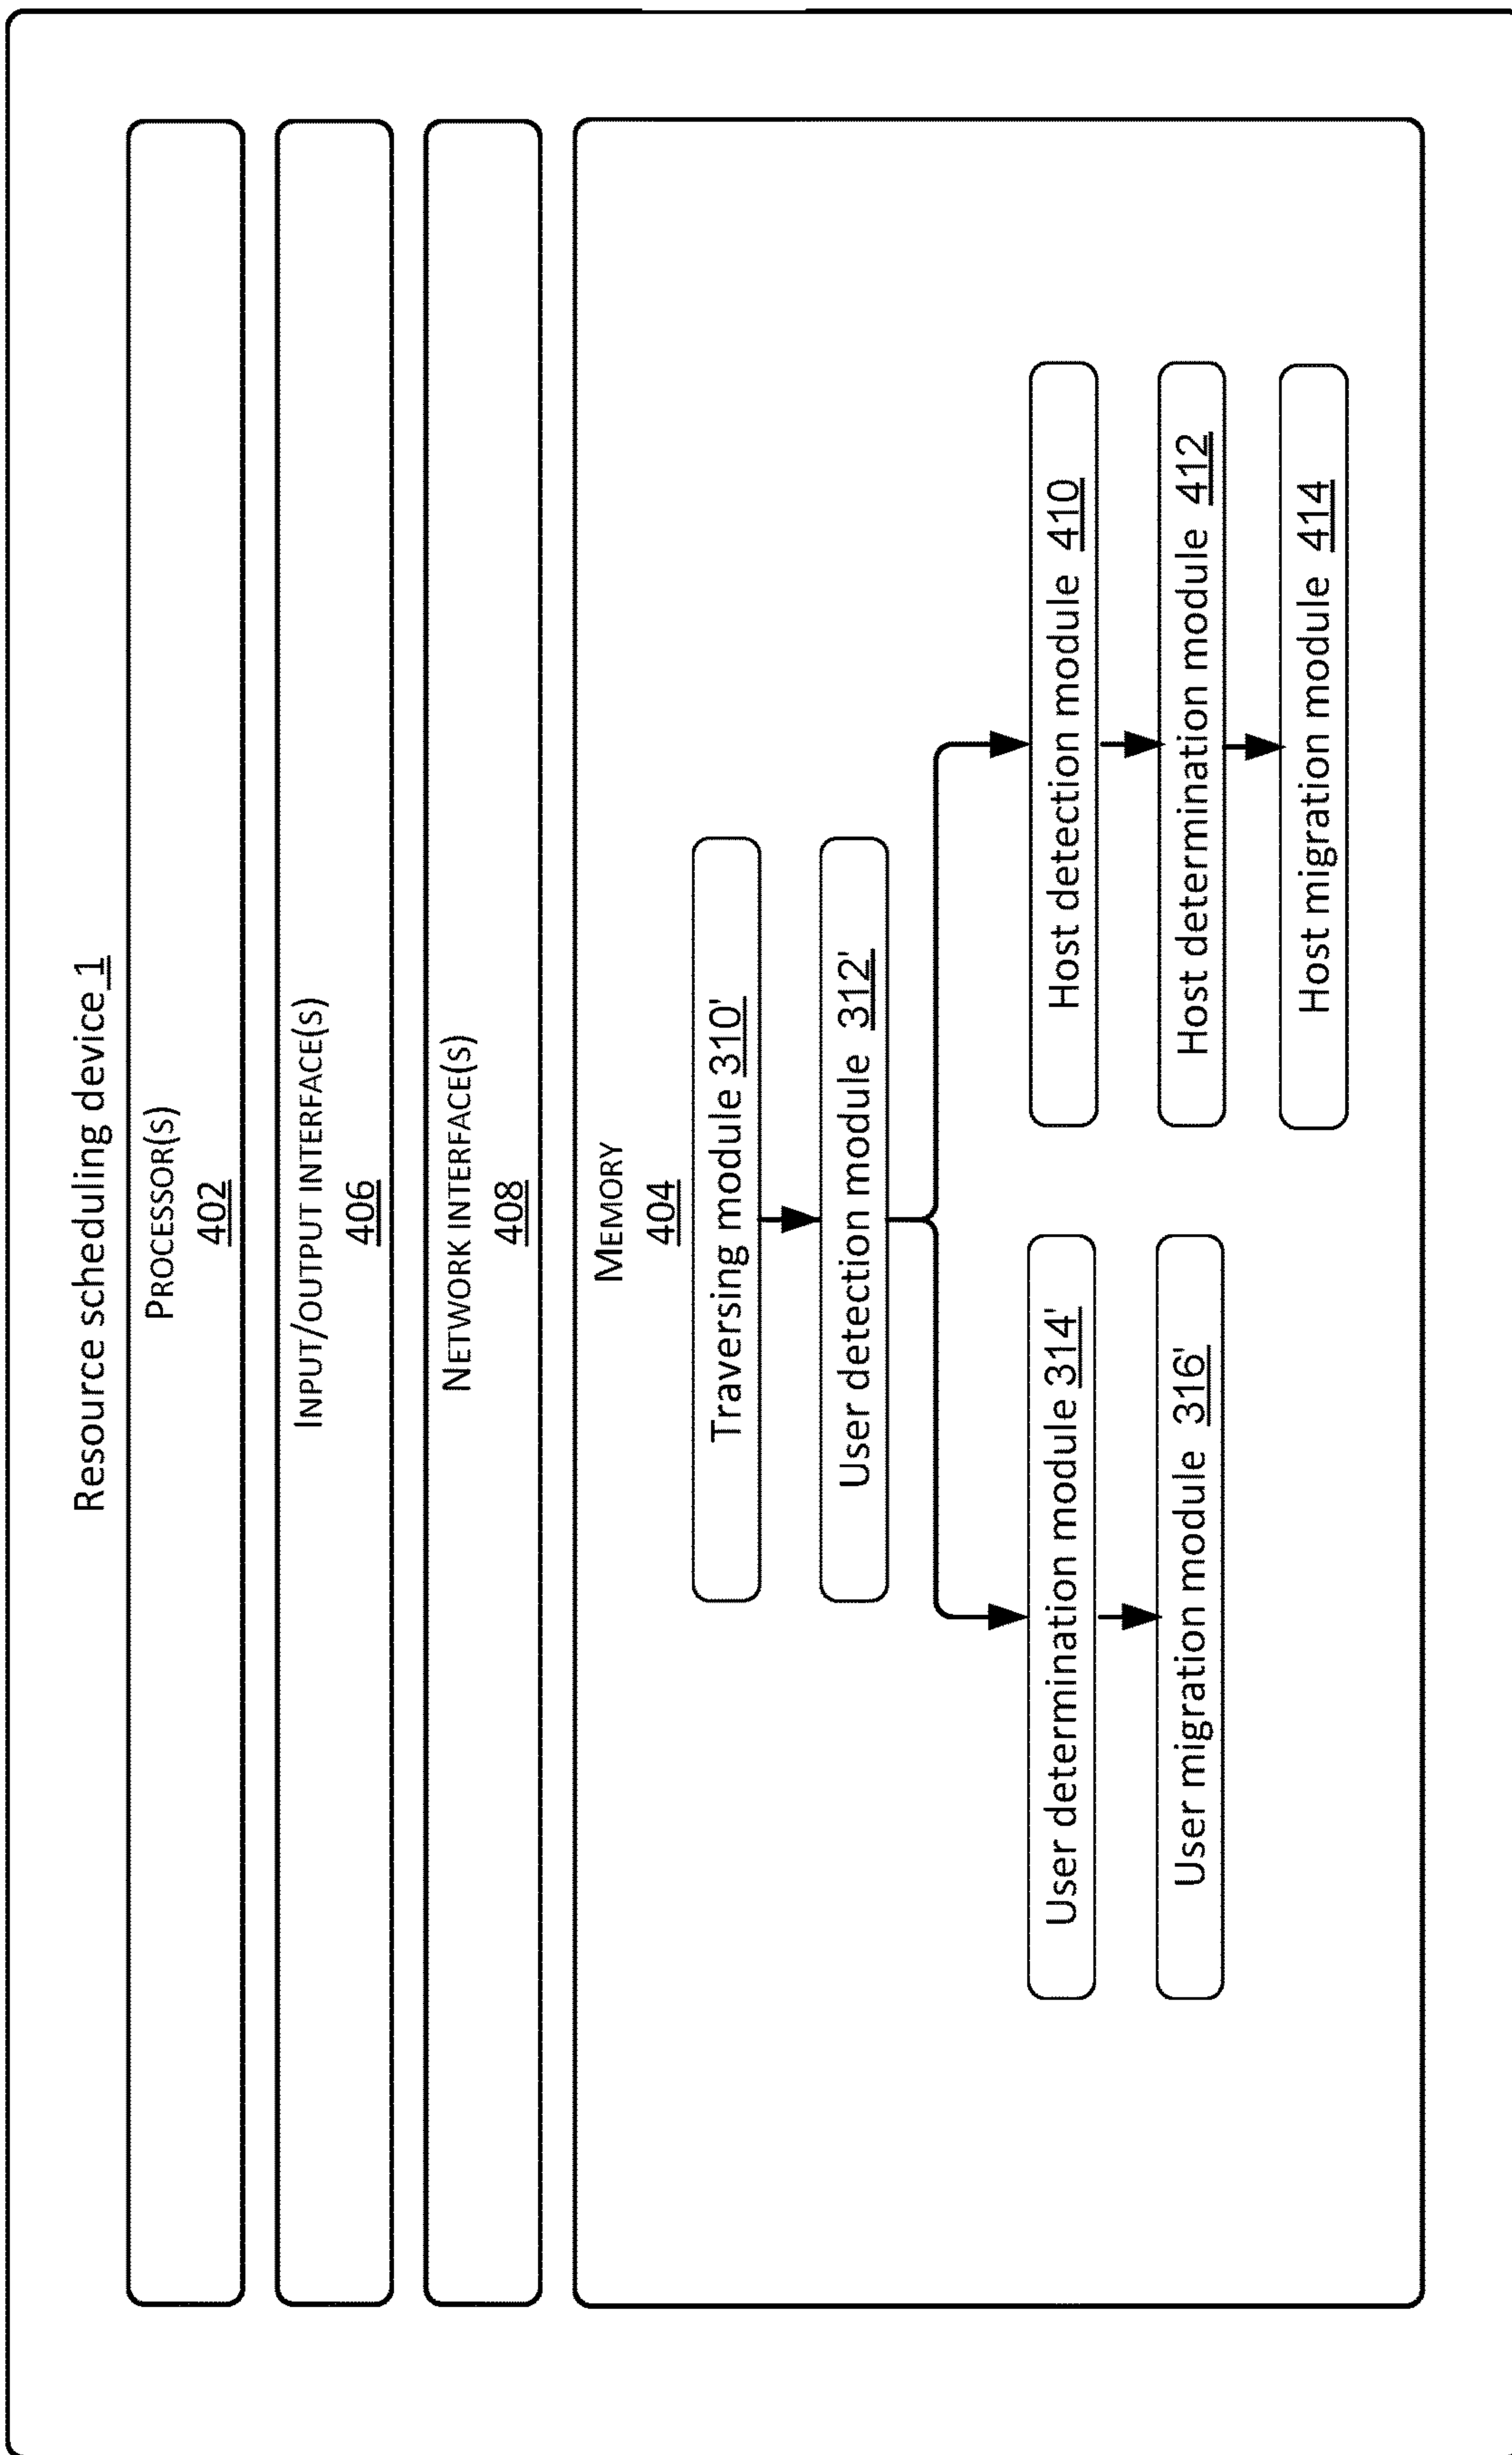 Resource scheduling device 1
PROCESSOR(S)
402
INPUT/OUTPUT INTERFACE(S)
406
NETWORK INTERFACE(S)
408
MEMORY
404
Traversing module 310'
User detection module 312'
User determination module 314'
User migration module 316'
Host detection module 410
Host determination module 412
Host migration module 414